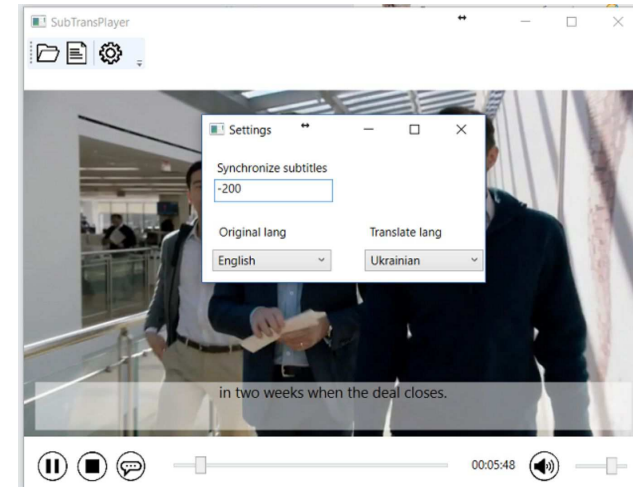 SubTransPlayer
Settings
Synchronize subtitles
-200
Original lang
Translate lang
English
Ukrainian
in two weeks when the deal closes.
00:05:48